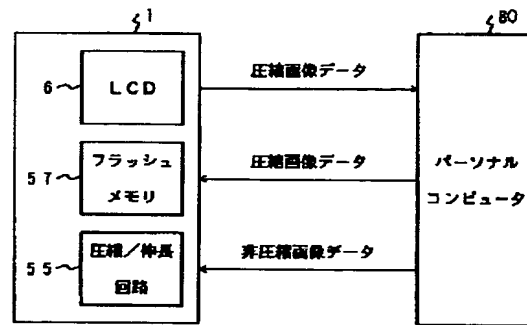 1
80
6
LCD
圧縮画像データ
57
フラッシュ
メモリ
圧縮画像データ
パーソナル
コンピュータ
55
圧縮／伸長
回路
非圧縮画像データ